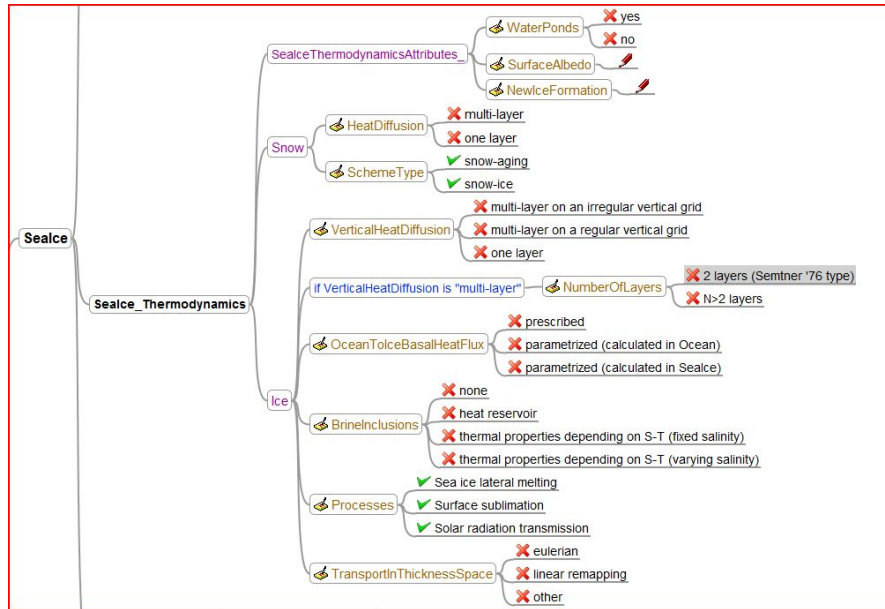 SeaIce
SeaIce_Thermodynamics
SeaIceThermodynamicsAttributes_
WaterPonds
yes
no
SurfaceAlbedo
NewIceFormation
Snow
HeatDiffusion
multi-layer
one layer
SchemeType
snow-aging
snow-ice
Ice
VerticalHeatDiffusion
multi-layer on an irregular vertical grid
multi-layer on a regular vertical grid
one layer
if VerticalHeatDiffusion is "multi-layer"
NumberOfLayers
2 layers (Semtner '76 type)
N>2 layers
OceanToIceBasalHeatFlux
prescribed
parametrized (calculated in Ocean)
parametrized (calculated in SeaIce)
BrineInclusions
none
heat reservoir
thermal properties depending on S-T (fixed salinity)
thermal properties depending on S-T (varying salinity)
Processes
Sea ice lateral melting
Surface sublimation
Solar radiation transmission
TransportInThicknessSpace
eulerian
linear remapping
other